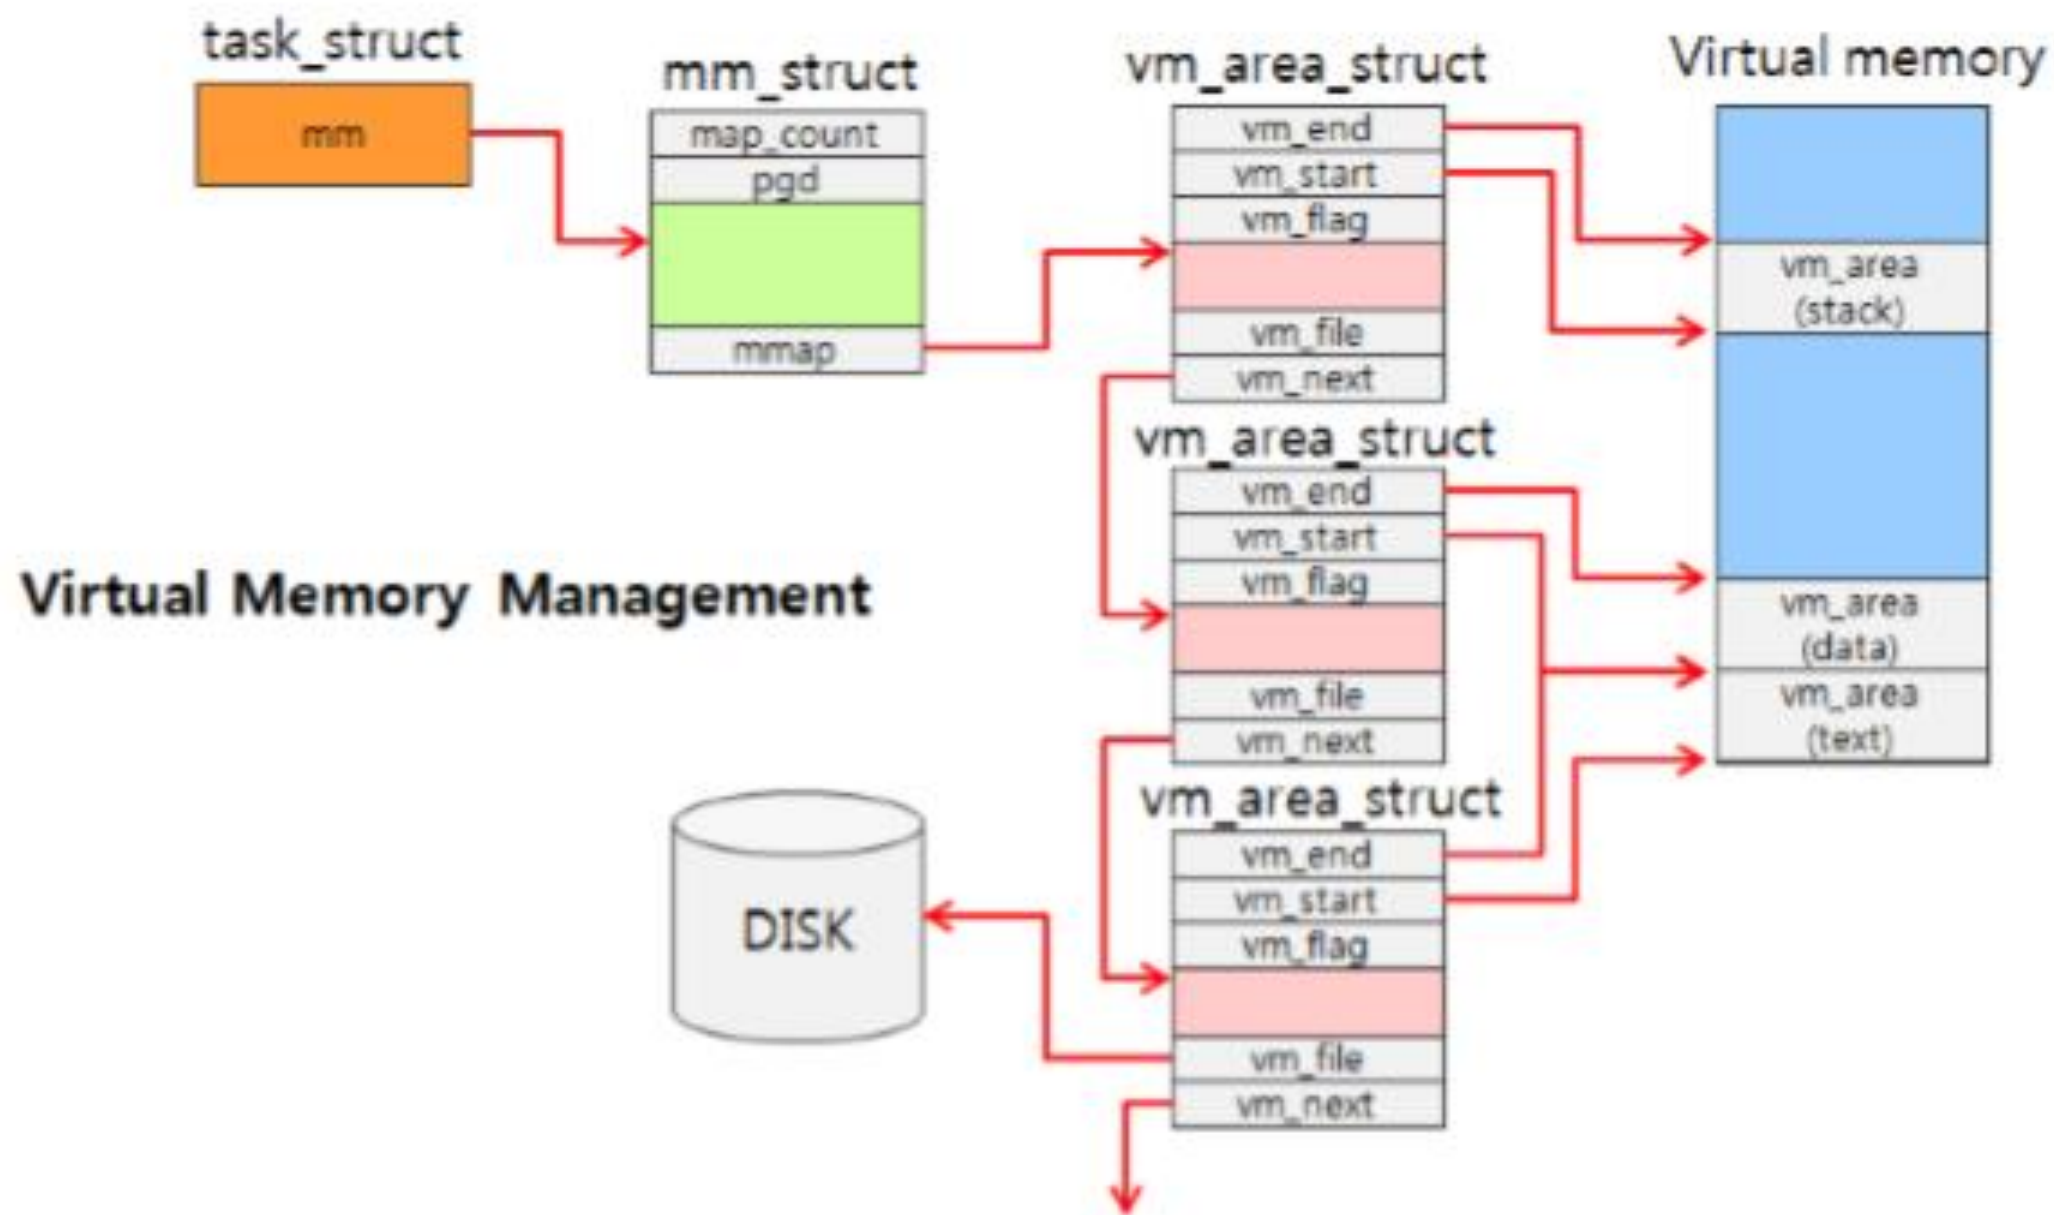 task_struct
mm
mm_struct
map_count
pgd
mmap
vm_area_struct
vm_end
vm_start
vm_flag
vm_file
vm_next
vm_area_struct
vm_end
vm_start
vm_flag
vm_file
vm_next
vm_area_struct
vm_end
vm_start
vm_flag
vm_file
vm_next
Virtual memory
vm_area
(stack)
vm_area
(data)
vm_area
(text)
Virtual Memory Management
DISK